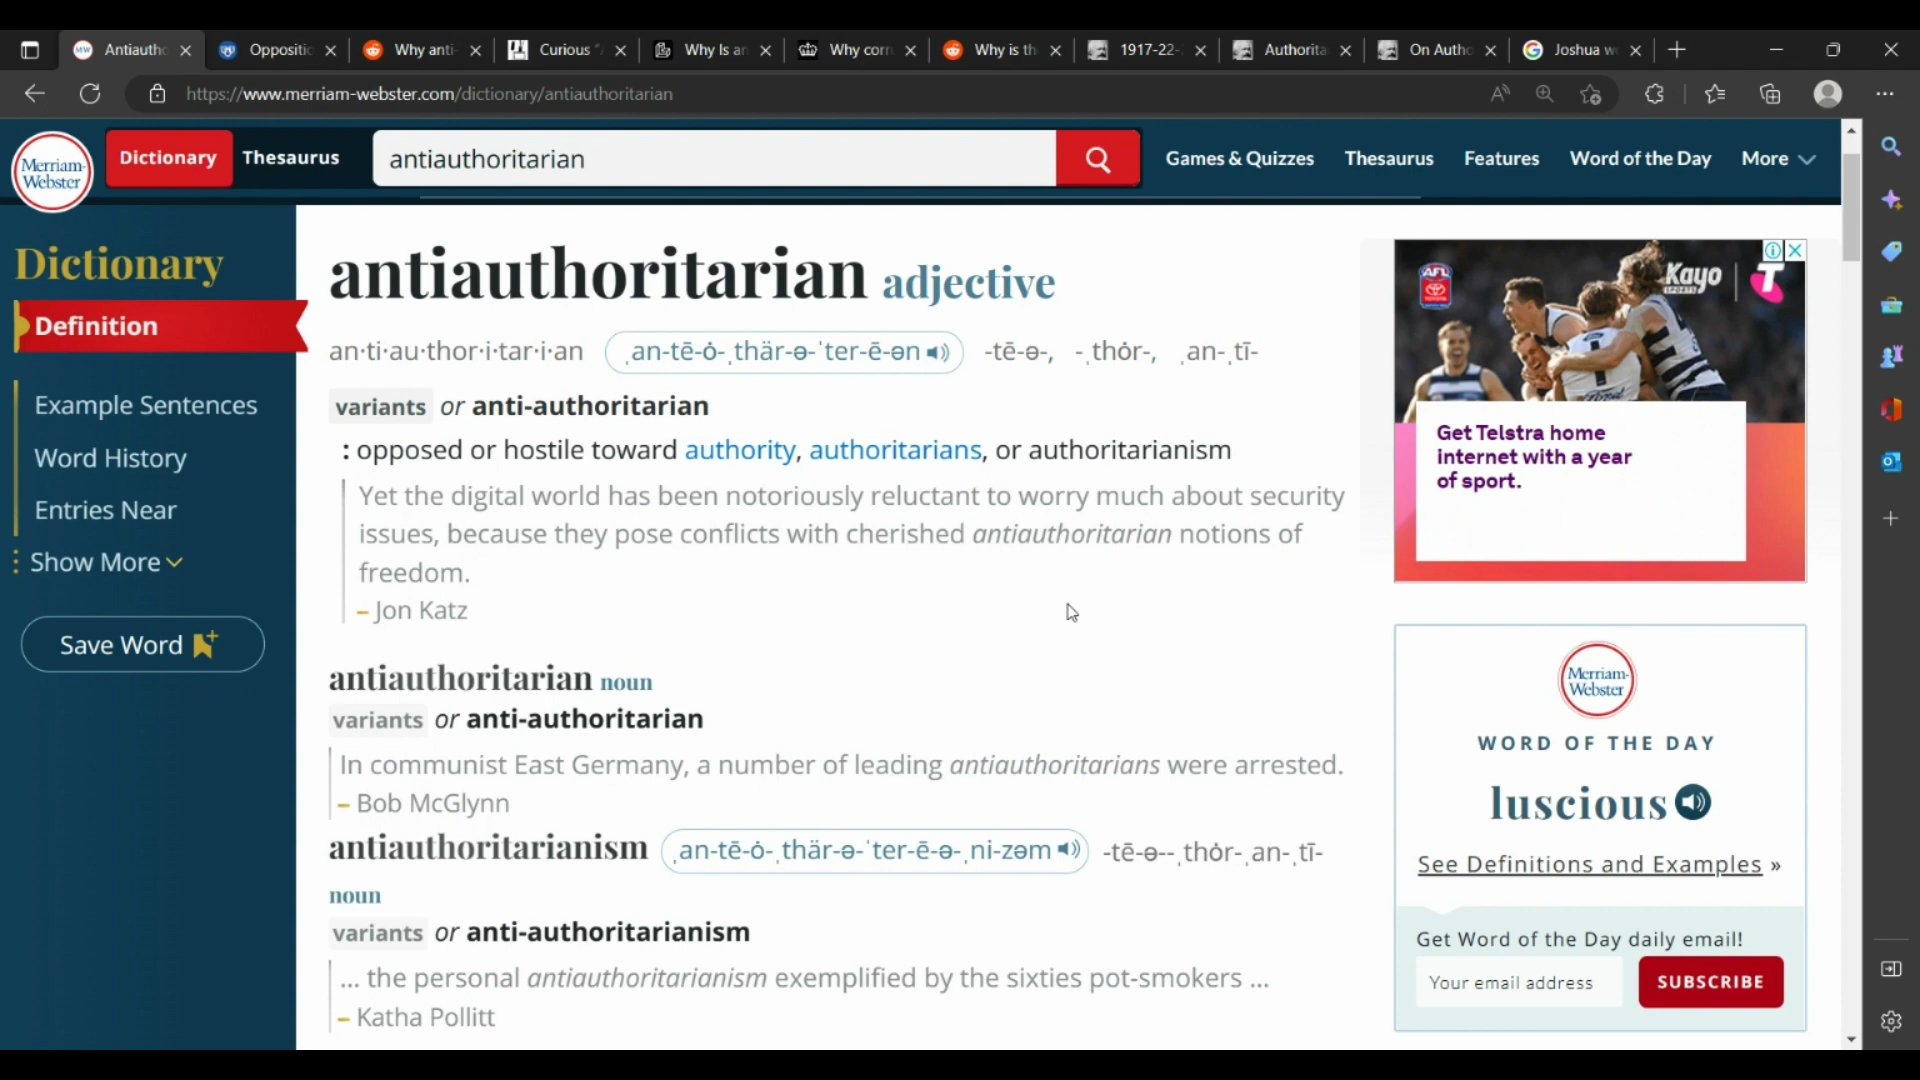 Antiautho
Oppositio
Why anti-
Curious "A
Why Is an
Why corr
Why is th
1917-22-
Authorita
On Autho
Joshua w
https://www.merriam-webster.com/dictionary/antiauthoritarian
Merriam-
Webster
Dictionary
Thesaurus
antiauthoritarian
Games & Quizzes
Thesaurus
Features
Word of the Day
More
Dictionary
Definition
Example Sentences
Word History
Entries Near
Show More
Save Word
antiauthoritarian adjective
an·ti·au·thor·i·tar·i·an ˌan-tē-ȯ-ˌthär-ə-ˈter-ē-ən -tē-ə-, -ˌthȯr-, ˌan-ˌtī-
variants or anti-authoritarian
: opposed or hostile toward authority, authoritarians, or authoritarianism
Yet the digital world has been notoriously reluctant to worry much about security
issues, because they pose conflicts with cherished antiauthoritarian notions of
freedom.
– Jon Katz
antiauthoritarian noun
variants or anti-authoritarian
In communist East Germany, a number of leading antiauthoritarians were arrested.
– Bob McGlynn
antiauthoritarianism ˌan-tē-ȯ-ˌthär-ə-ˈter-ē-ə-ˌni-zəm -tē-ə--ˌthȯr-ˌan-ˌtī-
noun
variants or anti-authoritarianism
... the personal antiauthoritarianism exemplified by the sixties pot-smokers ...
– Katha Pollitt
AFL
Kayo
SPORTS
T
Get Telstra home
internet with a year
of sport.
Merriam-
Webster
WORD OF THE DAY
luscious
See Definitions and Examples »
Get Word of the Day daily email!
Your email address
SUBSCRIBE